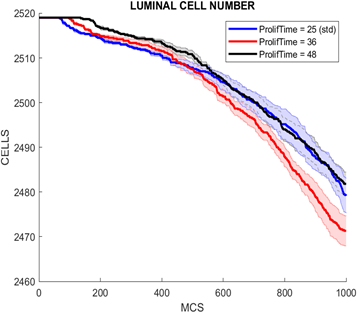 LUMINAL CELL NUMBER
ProlifTime = 25 (std)
ProlifTime = 36
ProlifTime = 48
2520
2510
2500
2490
2480
2470
2460
CELLS
0 200 400 600 800 1000
MCS